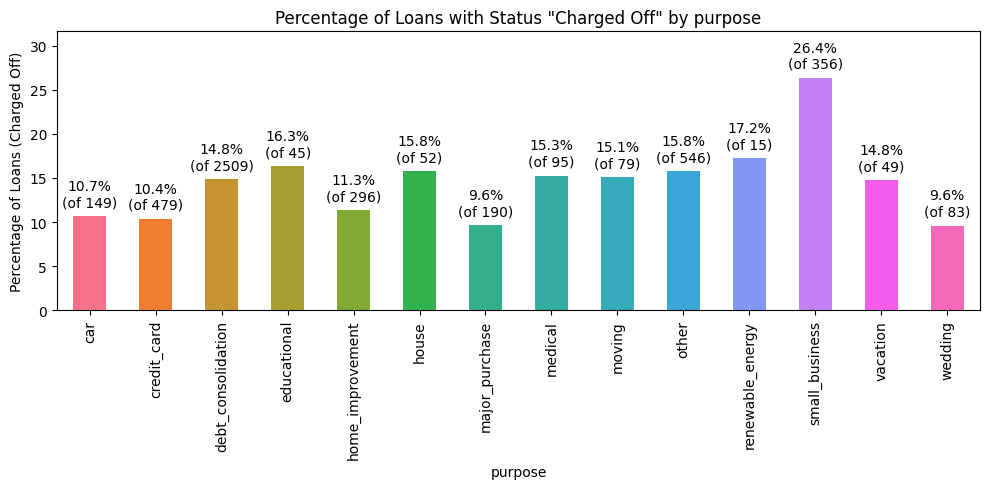 Percentage of Loans with Status "Charged Off" by purpose
Percentage of Loans (Charged Off)
30
25
20
15
10
5
0
10.7%
(of 149)
10.4%
(of 479)
14.8%
(of 2509)
16.3%
(of 45)
11.3%
(of 296)
15.8%
(of 52)
9.6%
(of 190)
15.3%
(of 95)
15.1%
(of 79)
15.8%
(of 546)
17.2%
(of 15)
26.4%
(of 356)
14.8%
(of 49)
9.6%
(of 83)
car
credit_card
debt_consolidation
educational
home_improvement
house
major_purchase
medical
moving
other
renewable_energy
small_business
vacation
wedding
purpose